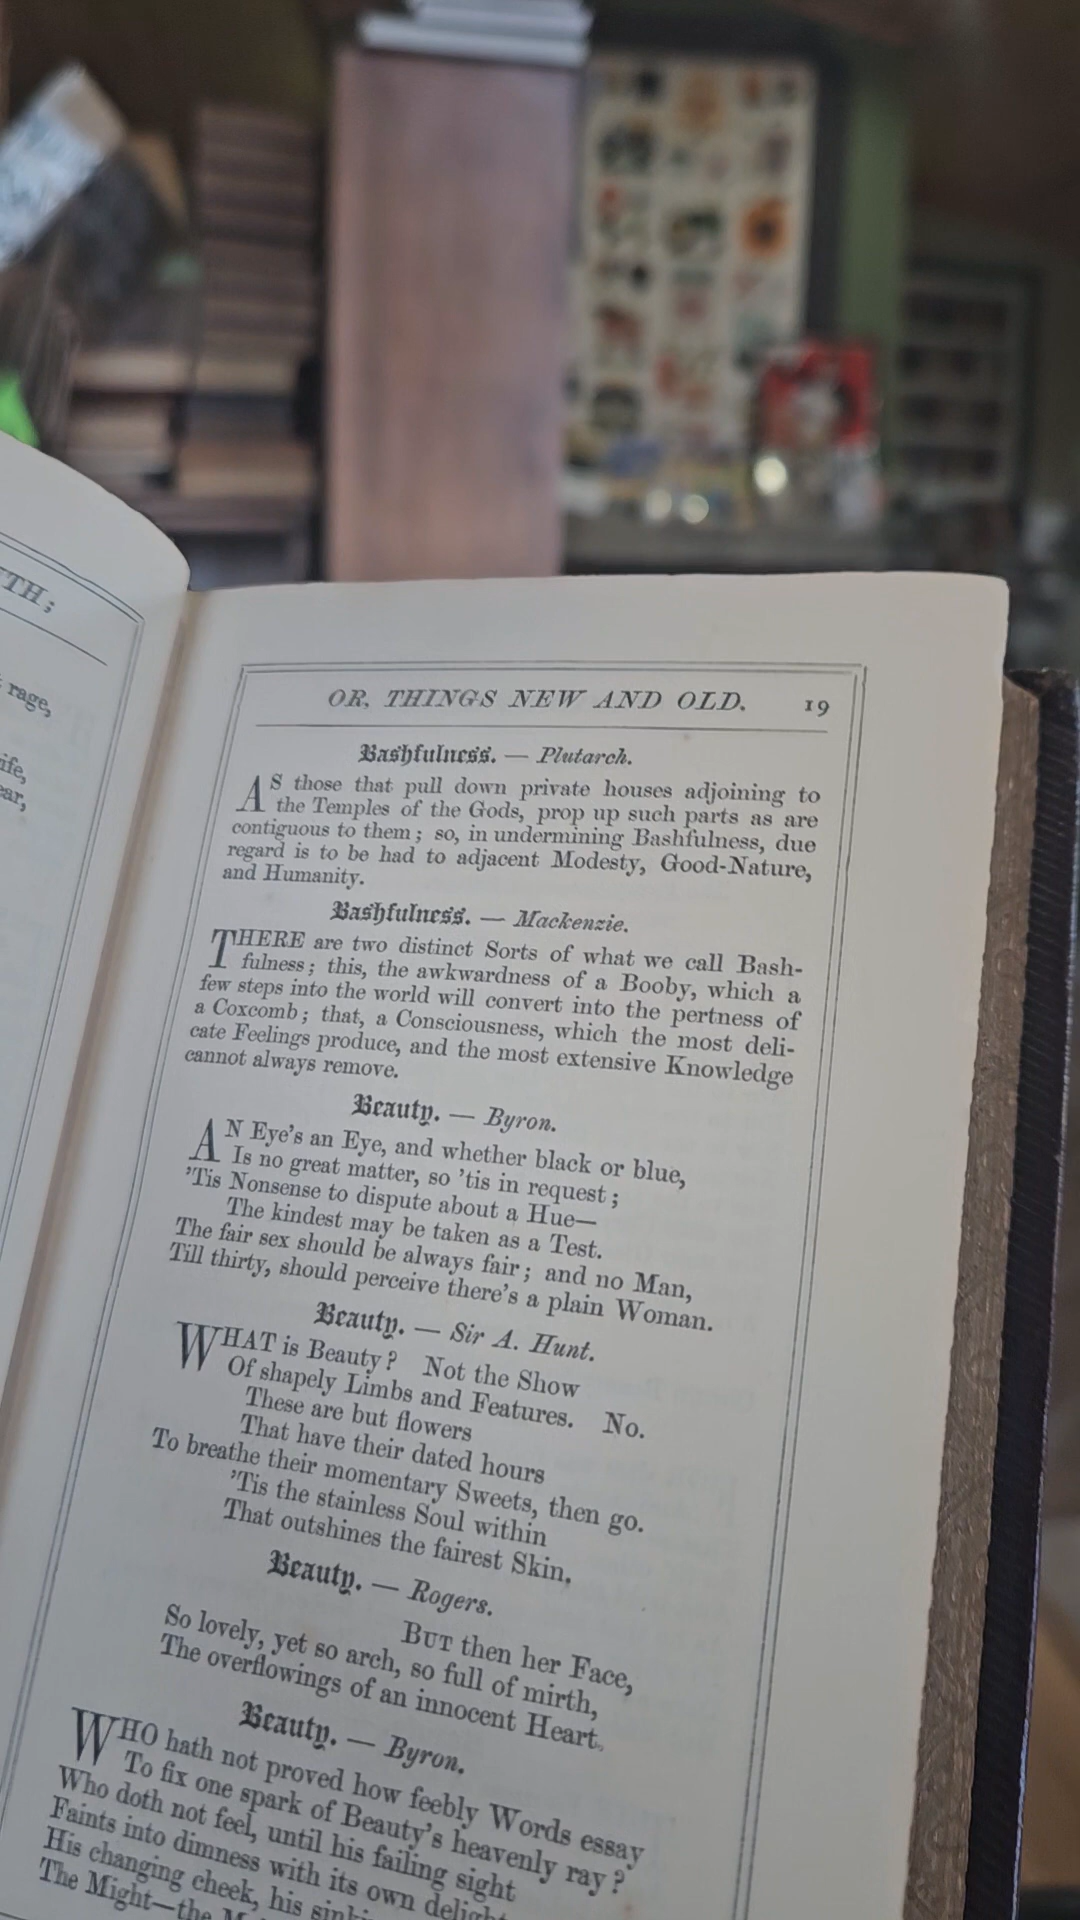 TH;
rage,
ife,
ear,
OR, THINGS NEW AND OLD. 19
Bashfulness. — Plutarch.
AS those that pull down private houses adjoining to
the Temples of the Gods, prop up such parts as are
contiguous to them; so, in undermining Bashfulness, due
regard is to be had to adjacent Modesty, Good-Nature,
and Humanity.
Bashfulness. — Mackenzie.
THERE are two distinct Sorts of what we call Bash-
fulness; this, the awkwardness of a Booby, which a
few steps into the world will convert into the pertness of
a Coxcomb; that, a Consciousness, which the most deli-
cate Feelings produce, and the most extensive Knowledge
cannot always remove.
Beauty. — Byron.
AN Eye's an Eye, and whether black or blue,
Is no great matter, so 'tis in request;
'Tis Nonsense to dispute about a Hue—
The kindest may be taken as a Test.
The fair sex should be always fair; and no Man,
Till thirty, should perceive there's a plain Woman.
Beauty. — Sir A. Hunt.
WHAT is Beauty? Not the Show
Of shapely Limbs and Features. No.
These are but flowers
That have their dated hours
To breathe their momentary Sweets, then go.
'Tis the stainless Soul within
That outshines the fairest Skin.
Beauty. — Rogers.
BUT then her Face,
So lovely, yet so arch, so full of mirth,
The overflowings of an innocent Heart.
Beauty. — Byron.
WHO hath not proved how feebly Words essay
To fix one spark of Beauty's heavenly ray?
Who doth not feel, until his failing sight
Faints into dimness with its own delight
His changing cheek, his
The Might—the